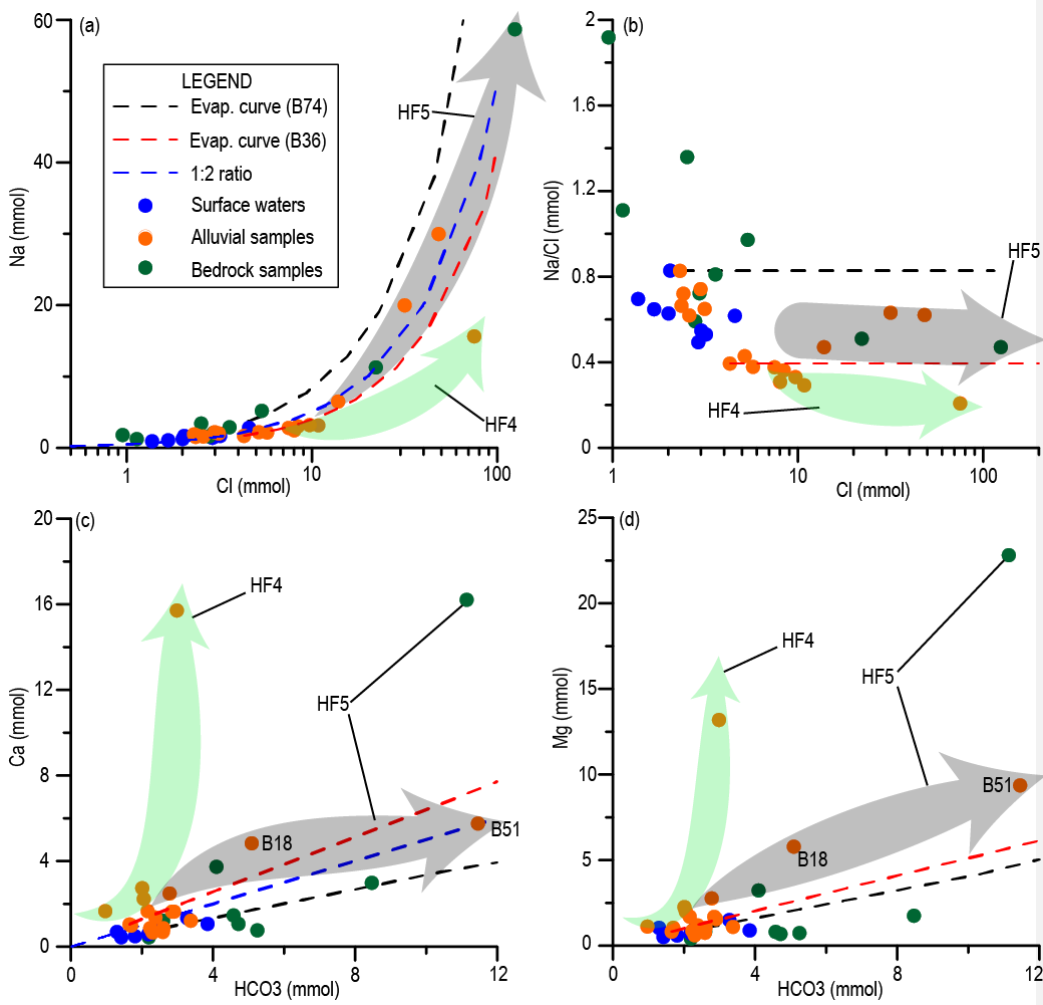 (a)
60
40
20
0
Na (mmol)
LEGEND
Evap. curve (B74)
Evap. curve (B36)
1:2 ratio
Surface waters
Alluvial samples
Bedrock samples
HF5
HF4
1
10
100
Cl (mmol)
(b)
2
1.6
1.2
0.8
0.4
0
Na/Cl
HF5
HF4
1
10
100
Cl (mmol)
(c)
20
16
12
8
4
0
Ca (mmol)
HF4
HF5
B18
B51
0
4
8
12
HCO3 (mmol)
(d)
25
20
15
10
5
0
Mg (mmol)
HF4
HF5
B51
B18
0
4
8
12
HCO3 (mmol)